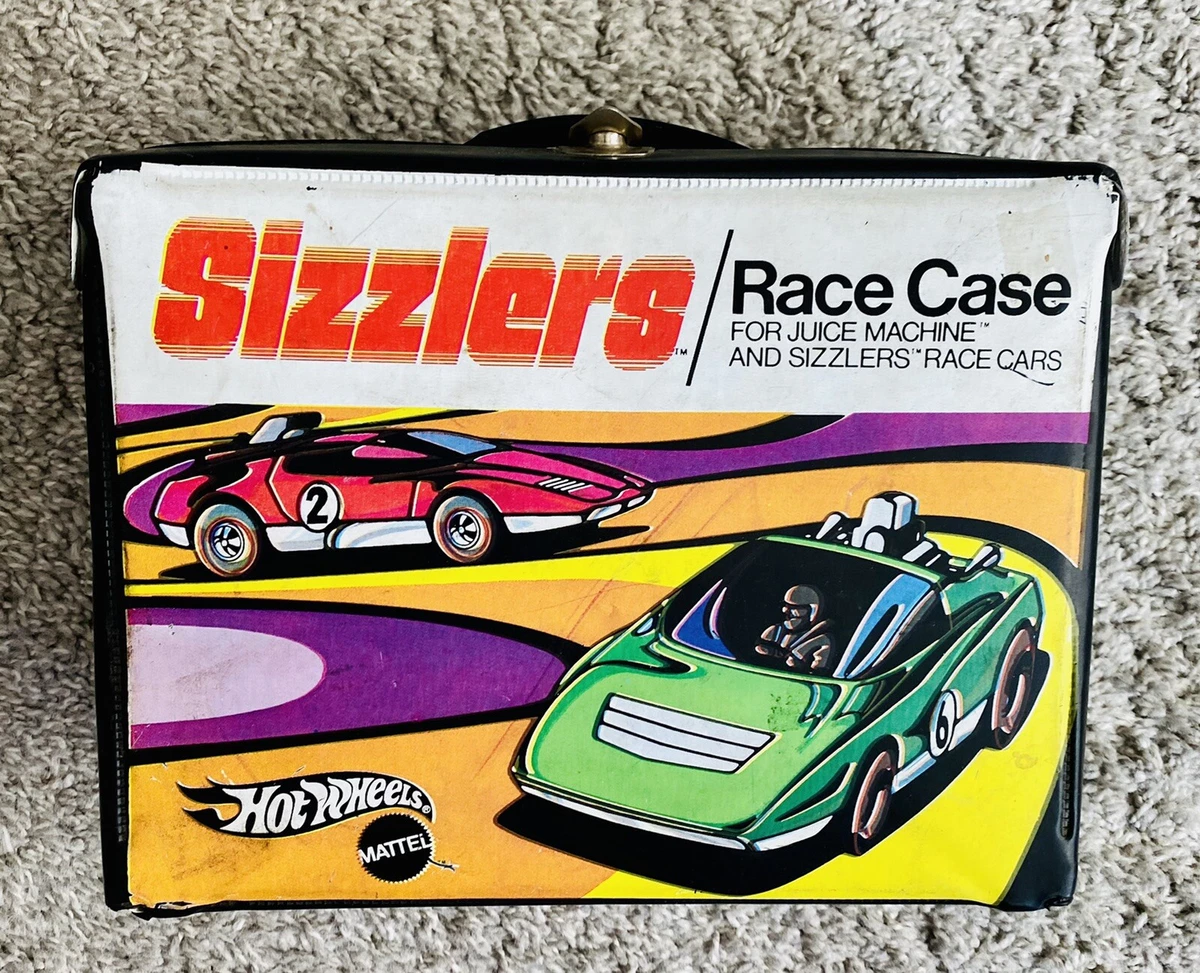 Sizzlers™
Race Case
FOR JUICE MACHINE™
AND SIZZLERS™ RACE CARS
2
6
HOT WHEELS®
MATTEL